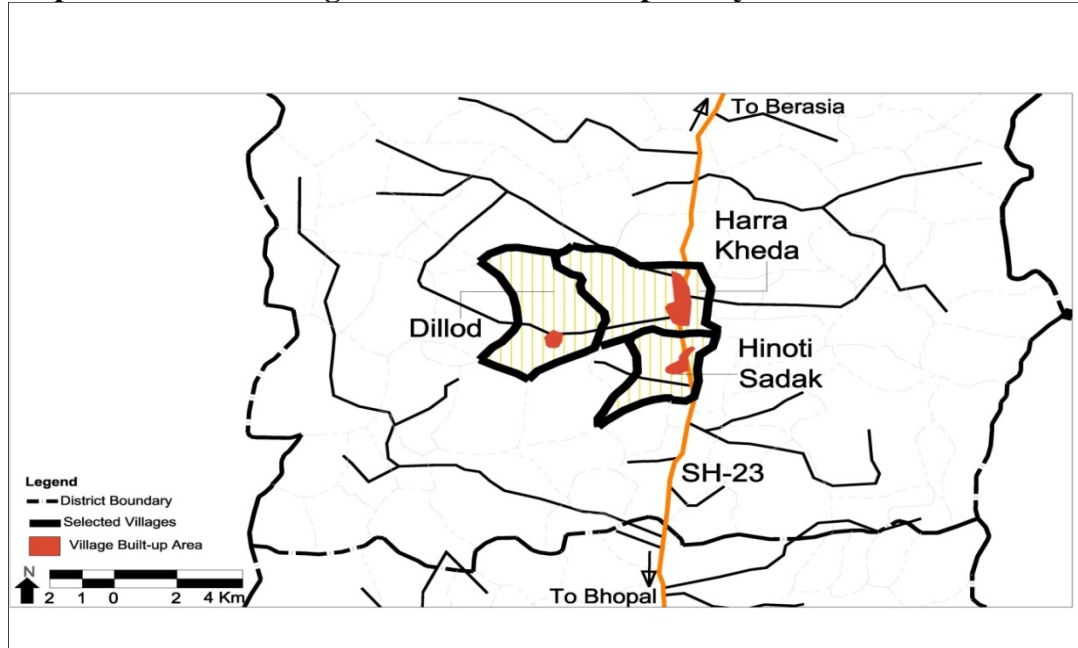 To Berasia
Harra
Kheda
Dillod
Hinoti
Sadak
SH-23
Legend
District Boundary
Selected Villages
Village Built-up Area
N
2 1 0 2 4 Km
To Bhopal